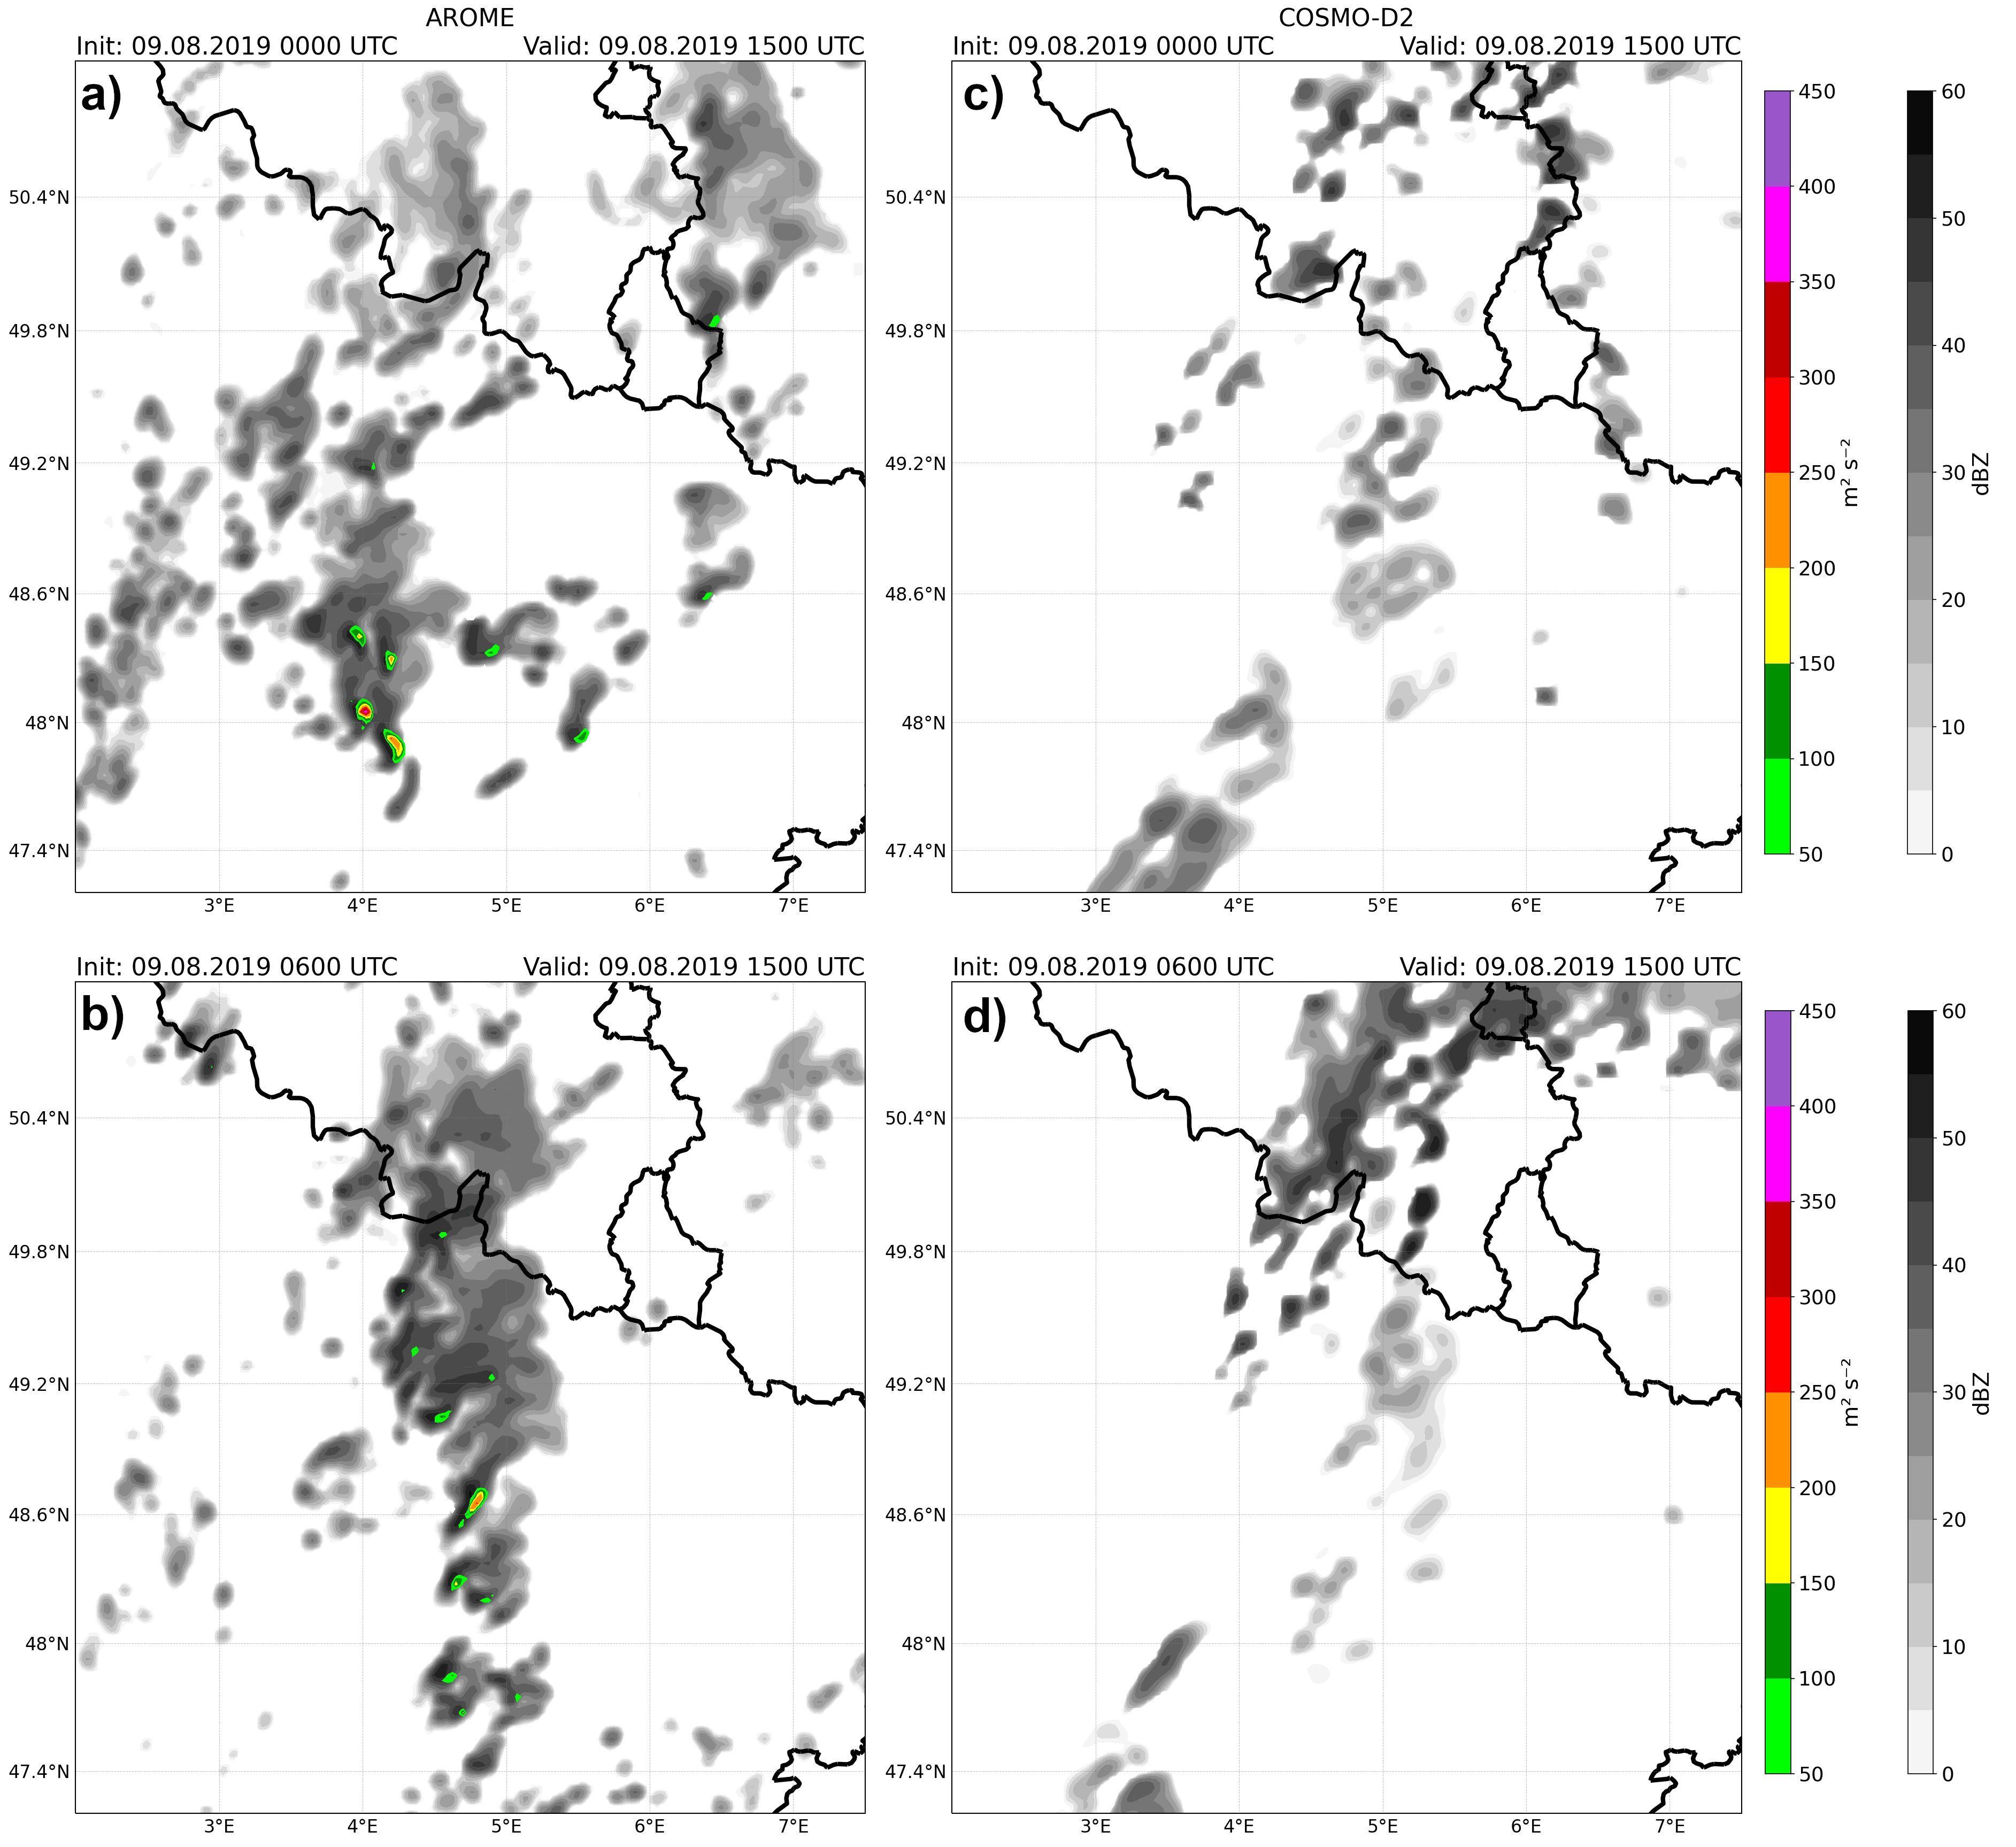 AROME
Init: 09.08.2019 0000 UTC Valid: 09.08.2019 1500 UTC
a)
50.4°N
49.8°N
49.2°N
48.6°N
48°N
47.4°N
3°E 4°E 5°E 6°E 7°E
COSMO-D2
Init: 09.08.2019 0000 UTC Valid: 09.08.2019 1500 UTC
c)
50.4°N
49.8°N
49.2°N
48.6°N
48°N
47.4°N
3°E 4°E 5°E 6°E 7°E
450
400
350
300
250
200
150
100
50
m² s⁻²
60
50
40
30
20
10
0
dBZ
Init: 09.08.2019 0600 UTC Valid: 09.08.2019 1500 UTC
b)
50.4°N
49.8°N
49.2°N
48.6°N
48°N
47.4°N
3°E 4°E 5°E 6°E 7°E
Init: 09.08.2019 0600 UTC Valid: 09.08.2019 1500 UTC
d)
50.4°N
49.8°N
49.2°N
48.6°N
48°N
47.4°N
3°E 4°E 5°E 6°E 7°E
450
400
350
300
250
200
150
100
50
m² s⁻²
60
50
40
30
20
10
0
dBZ